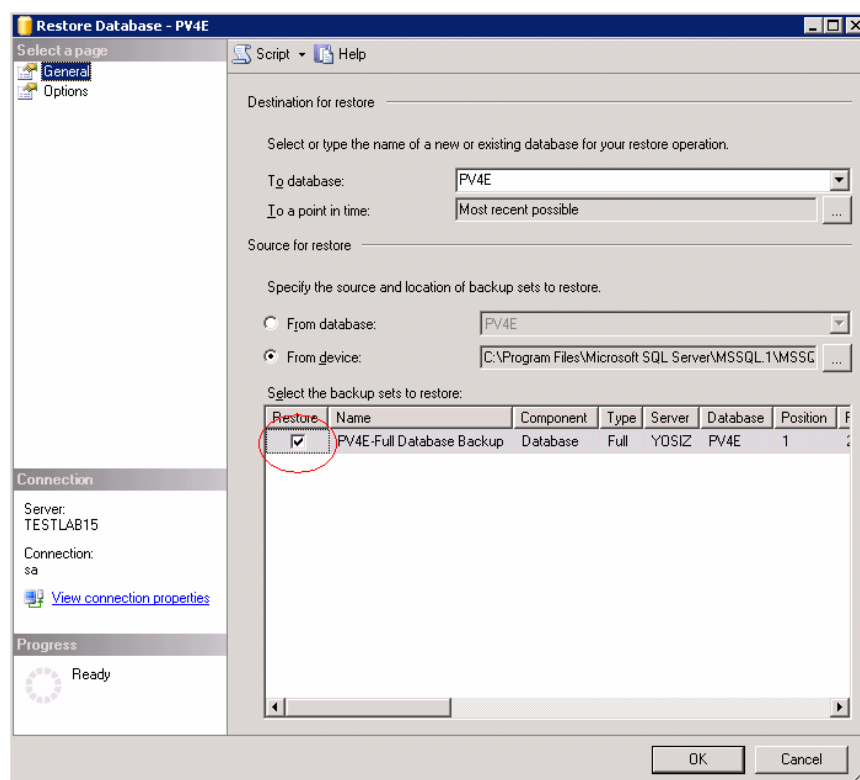 Restore Database - PV4E
Select a page
General
Options
Script
Help
Destination for restore
Select or type the name of a new or existing database for your restore operation.
To database:
PV4E
To a point in time:
Most recent possible
...
Source for restore
Specify the source and location of backup sets to restore.
From database:
PV4E
From device:
C:\Program Files\Microsoft SQL Server\MSSQL.1\MSSQ
...
Select the backup sets to restore:
Restore Name Component Type Server Database Position F
PV4E-Full Database Backup Database Full YOSIZ PV4E 1
Connection
Server:
TESTLAB15
Connection:
sa
View connection properties
Progress
Ready
OK Cancel